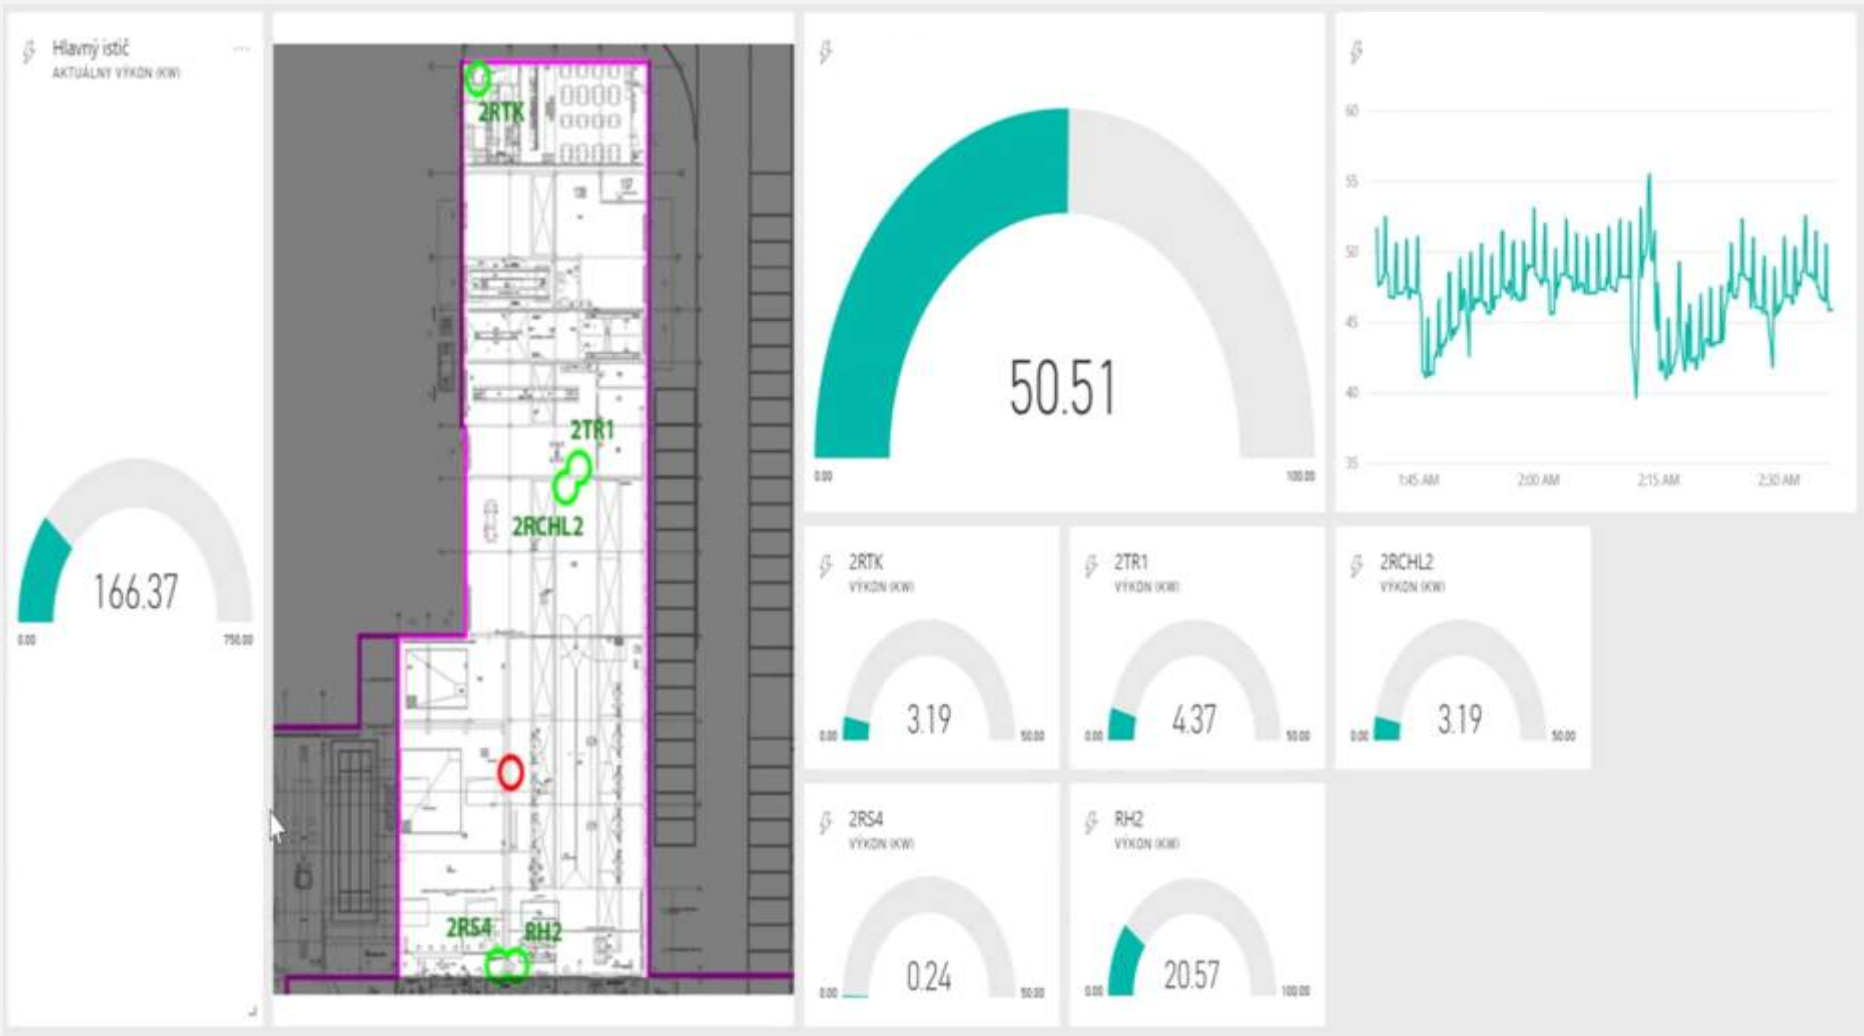 Hlavný istič
AKTUÁLNY VÝKON (KW)
166.37
0.00
750.00
2RTK
2TR1
2RCHL2
2RS4
RH2
50.51
0.00
100.00
60
55
50
45
40
35
1:45 AM
2:00 AM
2:15 AM
2:30 AM
2RTK
VÝKON (KW)
3.19
0.00
50.00
2TR1
VÝKON (KW)
4.37
0.00
50.00
2RCHL2
VÝKON (KW)
3.19
0.00
50.00
2RS4
VÝKON (KW)
0.24
0.00
50.00
RH2
VÝKON (KW)
20.57
0.00
100.00